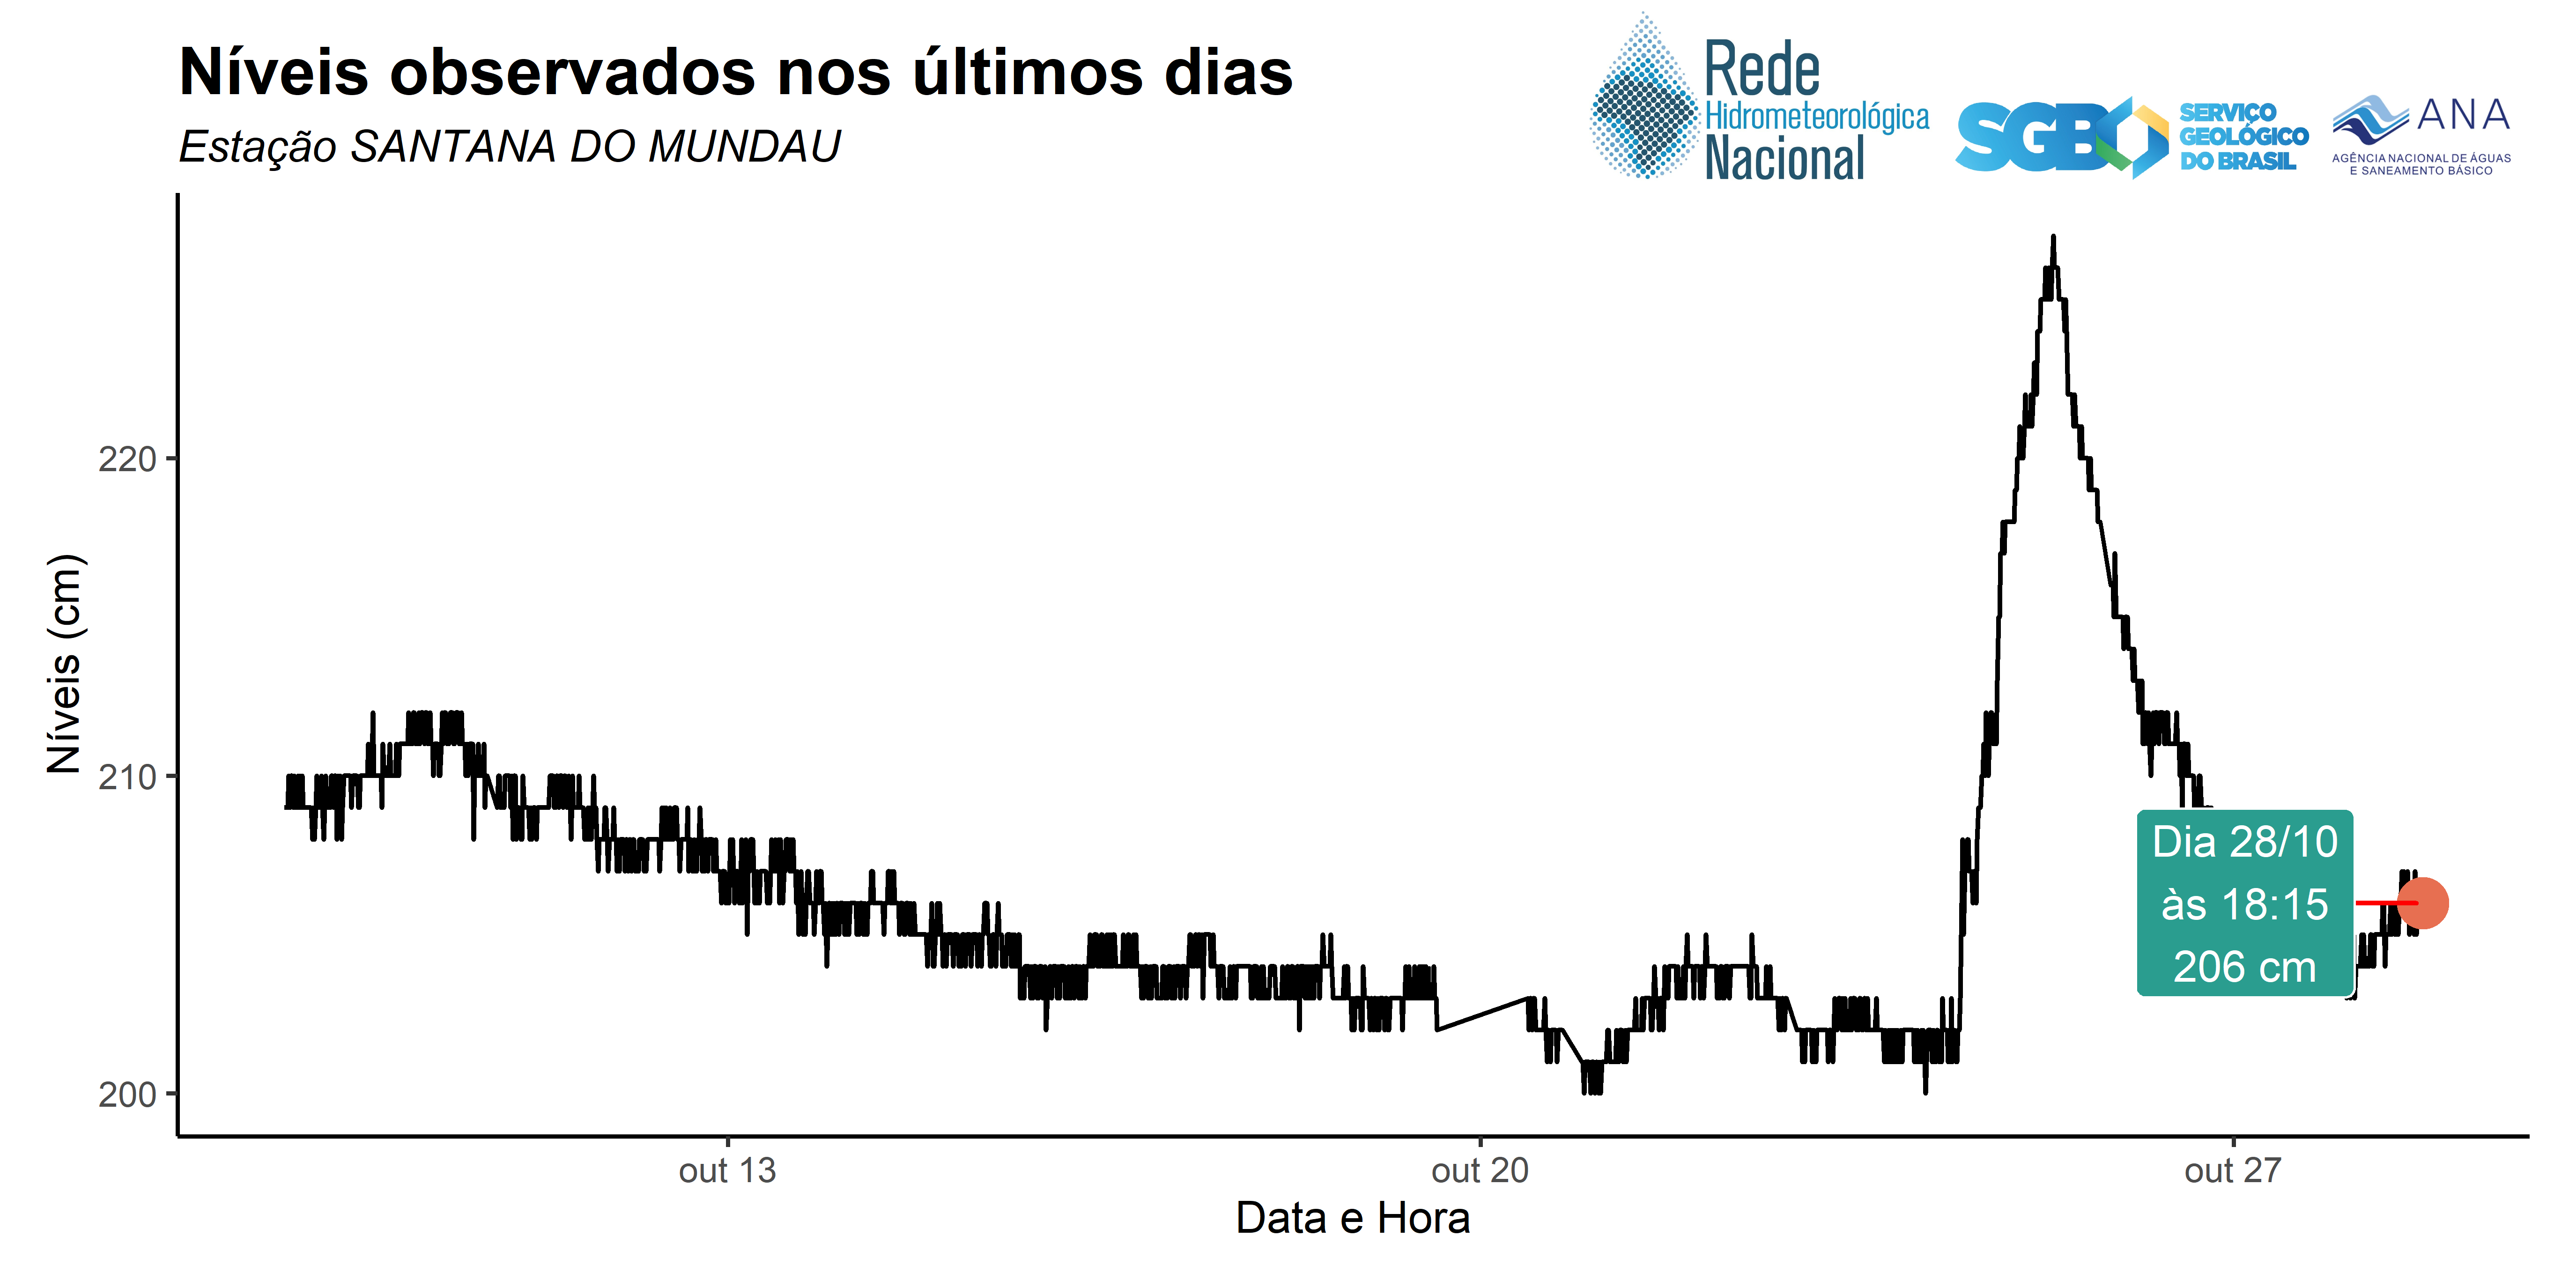 Níveis observados nos últimos dias
Estação SANTANA DO MUNDAU
Rede
Hidrometeorológica
Nacional
SGB
SERVIÇO
GEOLÓGICO
DO BRASIL
ANA
AGÊNCIA NACIONAL DE ÁGUAS
E SANEAMENTO BÁSICO
Níveis (cm)
220
210
200
Dia 28/10
às 18:15
206 cm
out 13
out 20
out 27
Data e Hora